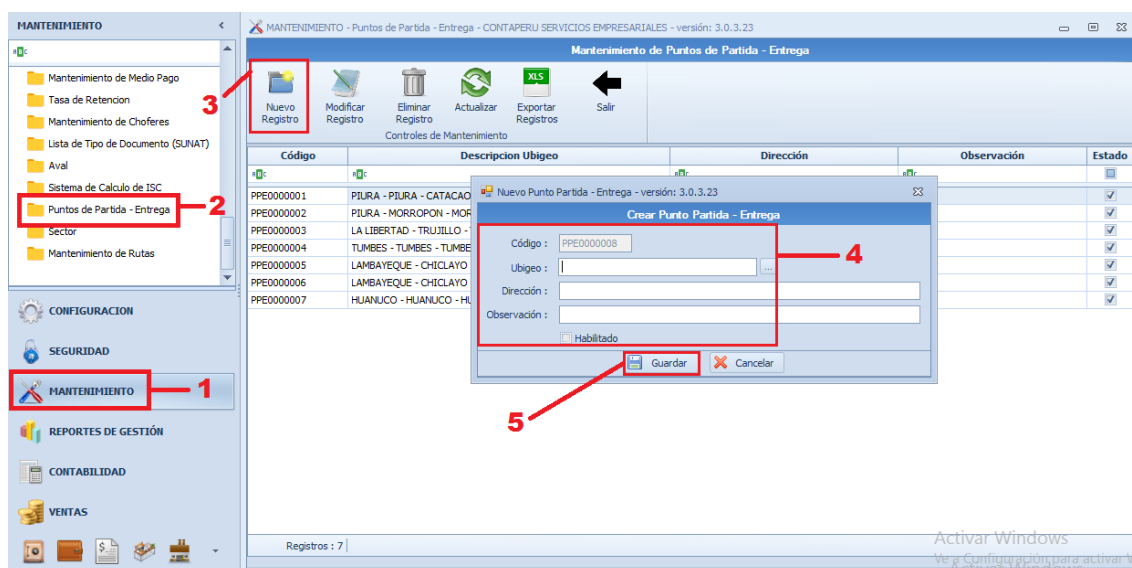 MANTENIMIENTO
MANTENIMIENTO - Puntos de Partida - Entrega - CONTAPERU SERVICIOS EMPRESARIALES - versión: 3.0.3.23
Mantenimiento de Puntos de Partida - Entrega
Mantenimiento de Medio Pago
Tasa de Retencion
Mantenimiento de Choferes
Lista de Tipo de Documento (SUNAT)
Aval
Sistema de Calculo de ISC
Puntos de Partida - Entrega
Sector
Mantenimiento de Rutas
2
CONFIGURACION
SEGURIDAD
MANTENIMIENTO
1
REPORTES DE GESTIÓN
CONTABILIDAD
VENTAS
3
Nuevo Registro
Modificar Registro
Eliminar Registro
Actualizar
XLS
Exportar Registros
Salir
Controles de Mantenimiento
Código Descripcion Ubigeo Dirección Observación Estado
PPE0000001 PIURA - PIURA - CATACAO
PPE0000002 PIURA - MORROPON - MOR
PPE0000003 LA LIBERTAD - TRUJILLO -
PPE0000004 TUMBES - TUMBES - TUMBE
PPE0000005 LAMBAYEQUE - CHICLAYO
PPE0000006 LAMBAYEQUE - CHICLAYO
PPE0000007 HUANUCO - HUANUCO - HU
Nuevo Punto Partida - Entrega - versión: 3.0.3.23
Crear Punto Partida - Entrega
Código : PPE0000008
Ubigeo :
...
Dirección :
Observación :
Habilitado
4
Guardar
Cancelar
5
Registros : 7
Activar Windows
Ve a Configuración para activar